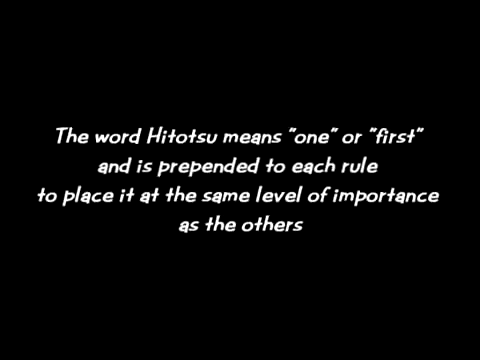 The word Hitotsu means "one" or "first"
and is prepended to each rule
to place it at the same level of importance
as the others